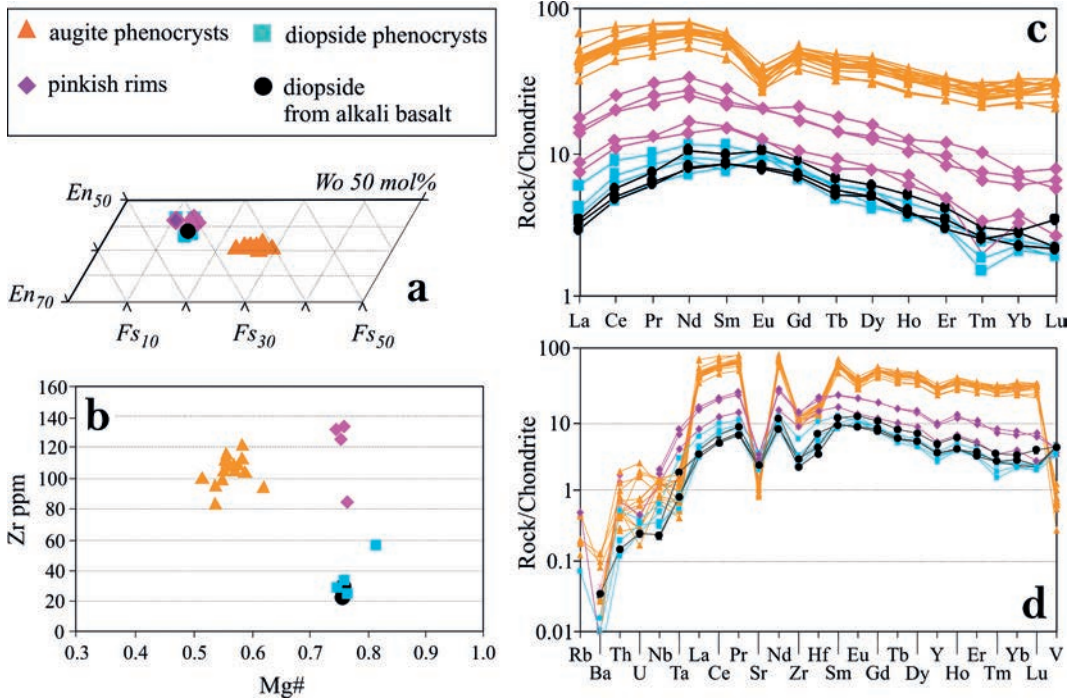 augite phenocrysts
diopside phenocrysts
pinkish rims
diopside
from alkali basalt
En50
Wo 50 mol%
En70
a
Fs10
Fs30
Fs50
b
Zr ppm
160
140
120
100
80
60
40
20
0
0.3
0.4
0.5
0.6
0.7
0.8
0.9
1.0
Mg#
c
Rock/Chondrite
100
10
1
La
Ce
Pr
Nd
Sm
Eu
Gd
Tb
Dy
Ho
Er
Tm
Yb
Lu
d
Rock/Chondrite
100
10
1
0.1
0.01
Rb
Ba
Th
U
Nb
Ta
La
Ce
Pr
Sr
Nd
Zr
Hf
Sm
Eu
Gd
Tb
Dy
Y
Ho
Er
Tm
Yb
Lu
V